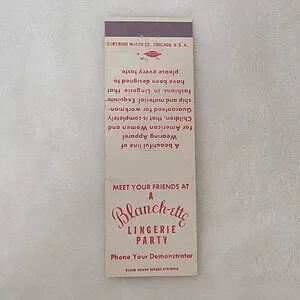 SUPERIOR MATCH CO., CHICAGO, U.S.A.
A beautiful line of
Wearing Apparel
for American Women and
Children, that is completely
Guaranteed for workman-
ship and material. Exquisite
fashions in Lingerie that
have been designed to
please every taste.
MEET YOUR FRIENDS AT
A
Blanch-ette
LINGERIE
PARTY
Phone Your Demonstrator
CLOSE COVER BEFORE STRIKING